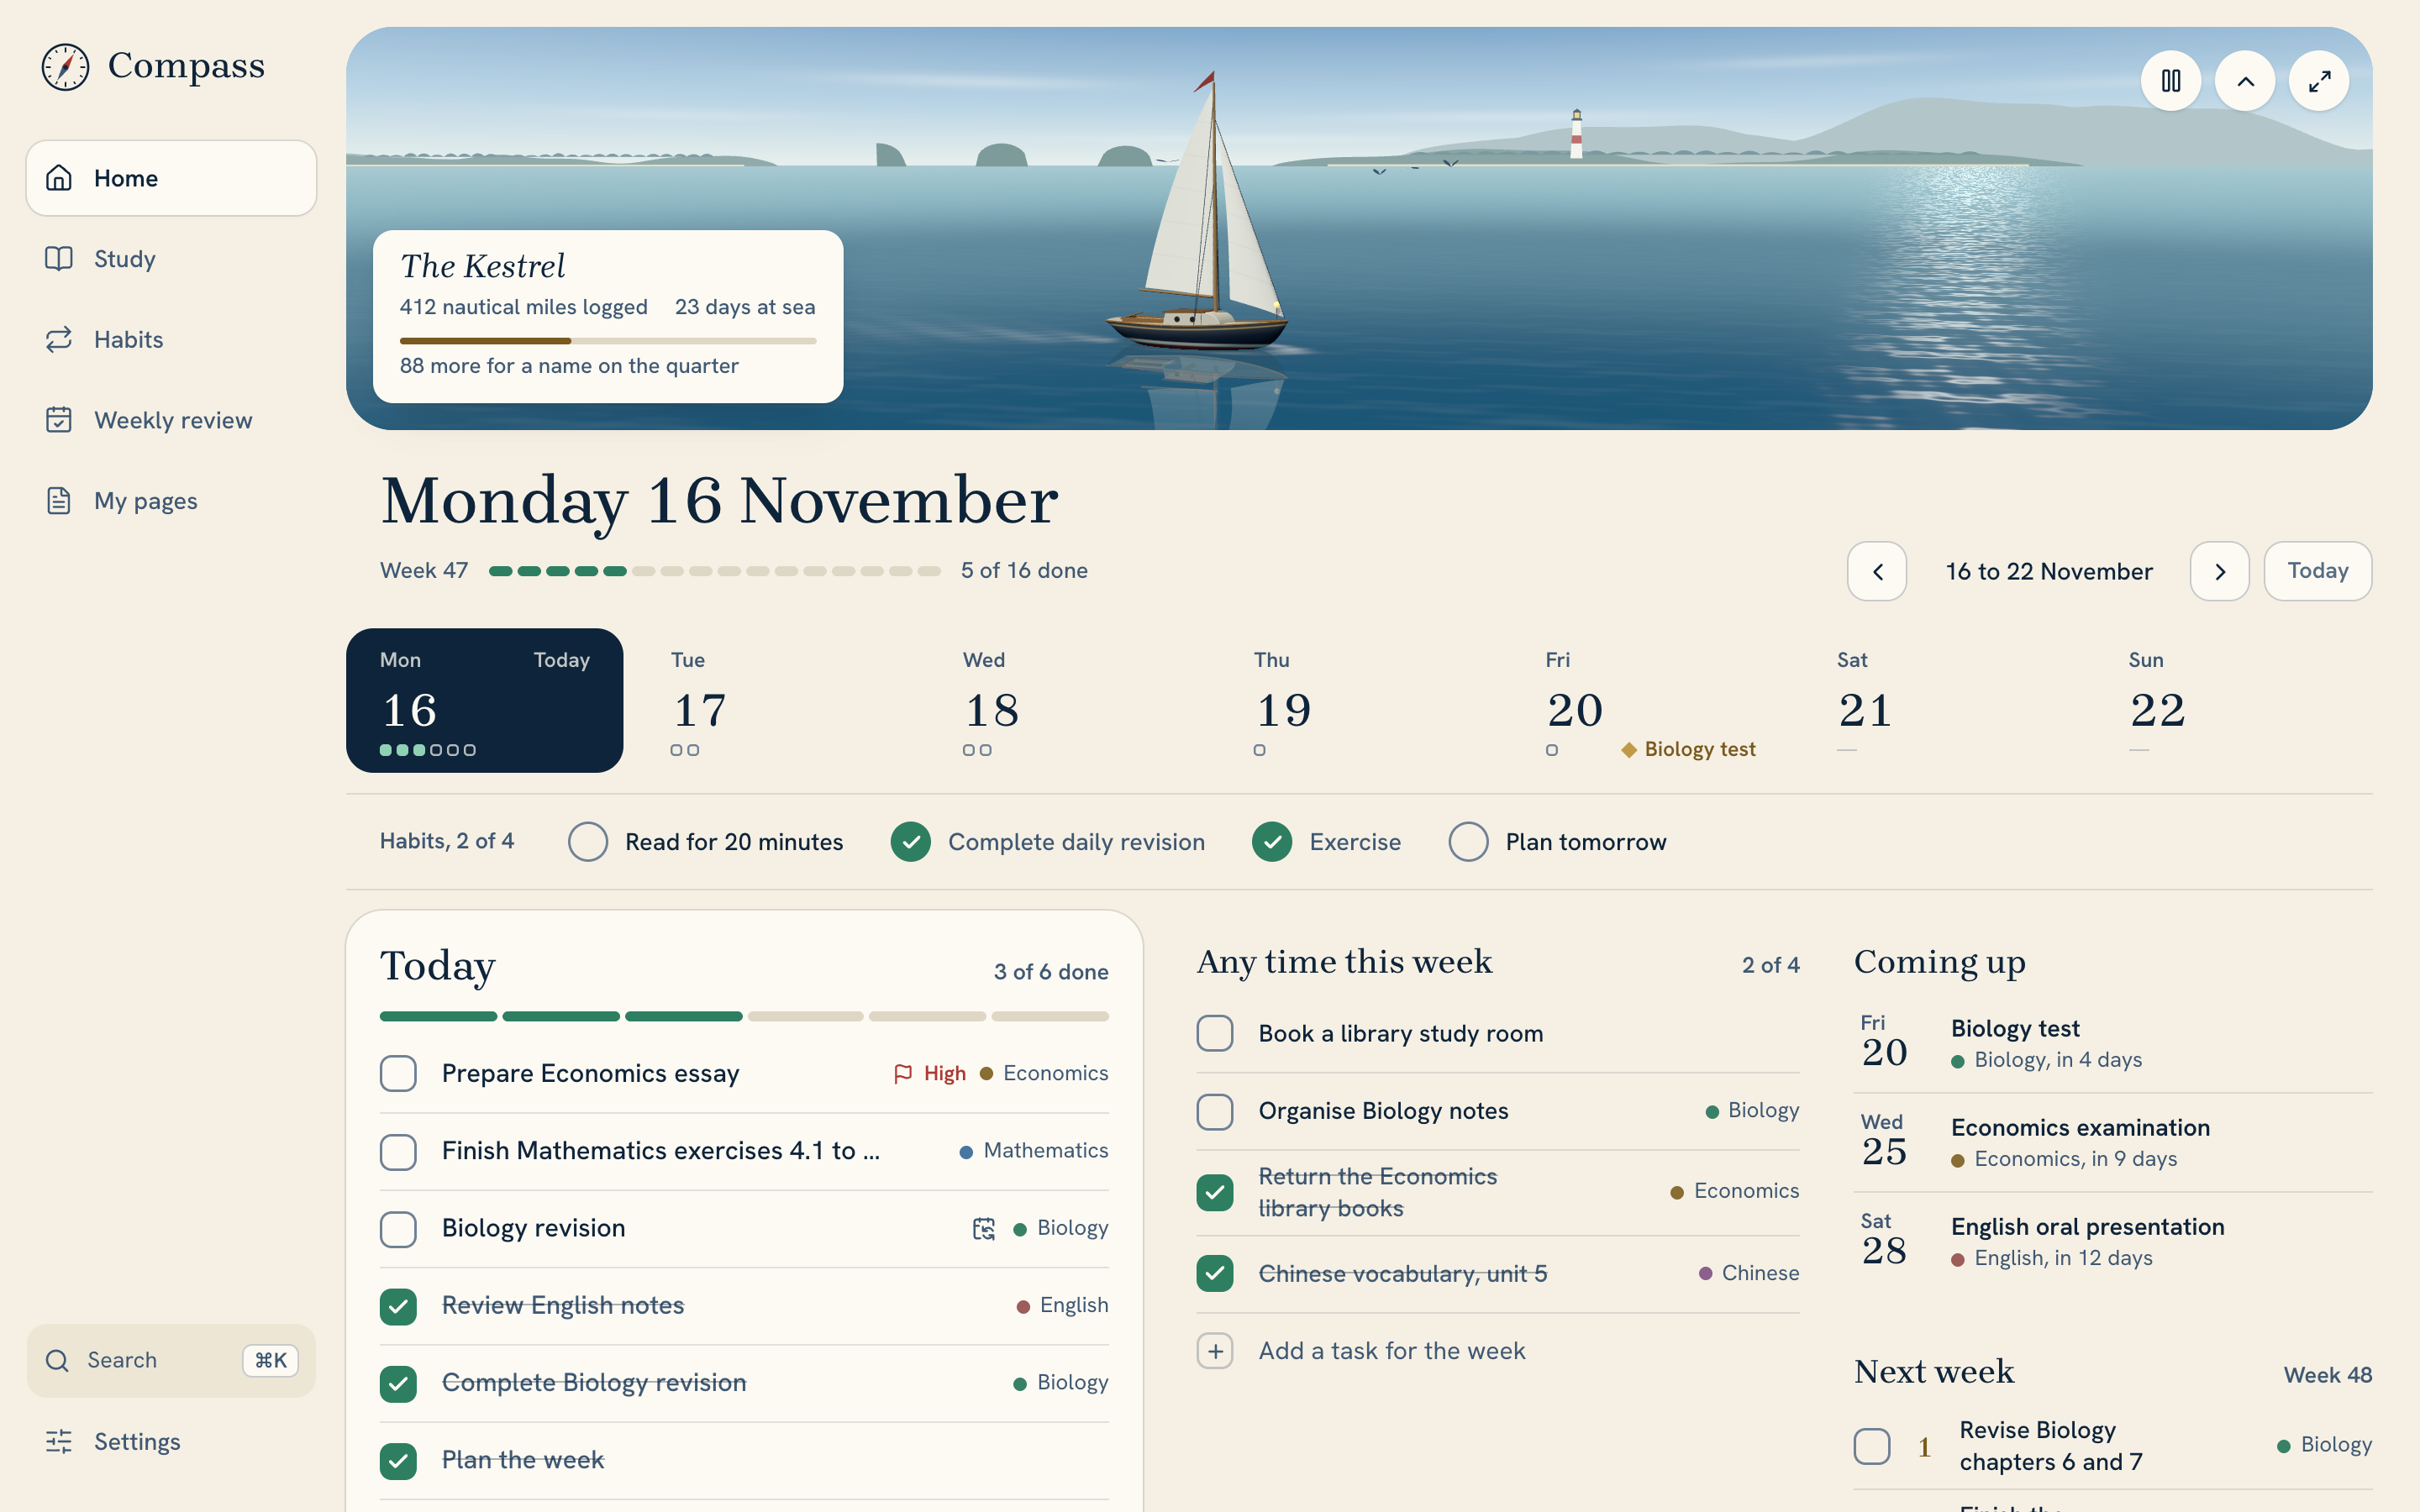 Compass
Home
Study
Habits
Weekly review
My pages
Search
⌘K
Settings
The Kestrel
412 nautical miles logged 23 days at sea
88 more for a name on the quarter
Monday 16 November
Week 47 5 of 16 done
16 to 22 November
Today
Mon Today
16
Tue
17
Wed
18
Thu
19
Fri
20
Biology test
Sat
21
Sun
22
Habits, 2 of 4
Read for 20 minutes
Complete daily revision
Exercise
Plan tomorrow
Today
3 of 6 done
Prepare Economics essay High Economics
Finish Mathematics exercises 4.1 to ... Mathematics
Biology revision Biology
Review English notes English
Complete Biology revision Biology
Plan the week
Any time this week 2 of 4
Book a library study room
Organise Biology notes Biology
Return the Economics
library books Economics
Chinese vocabulary, unit 5 Chinese
Add a task for the week
Coming up
Fri
20
Biology test
Biology, in 4 days
Wed
25
Economics examination
Economics, in 9 days
Sat
28
English oral presentation
English, in 12 days
Next week Week 48
1
Revise Biology
chapters 6 and 7
Biology